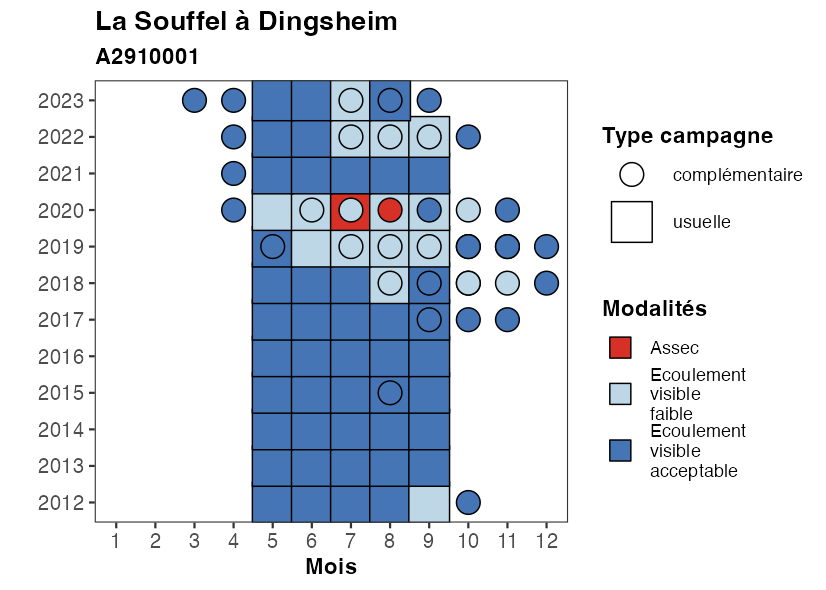 La Souffel à Dingsheim
A2910001
2023
2022
2021
2020
2019
2018
2017
2016
2015
2014
2013
2012
1 2 3 4 5 6 7 8 9 10 11 12
Mois
Type campagne
complémentaire
usuelle
Modalités
Assec
Ecoulement
visible
faible
Ecoulement
visible
acceptable